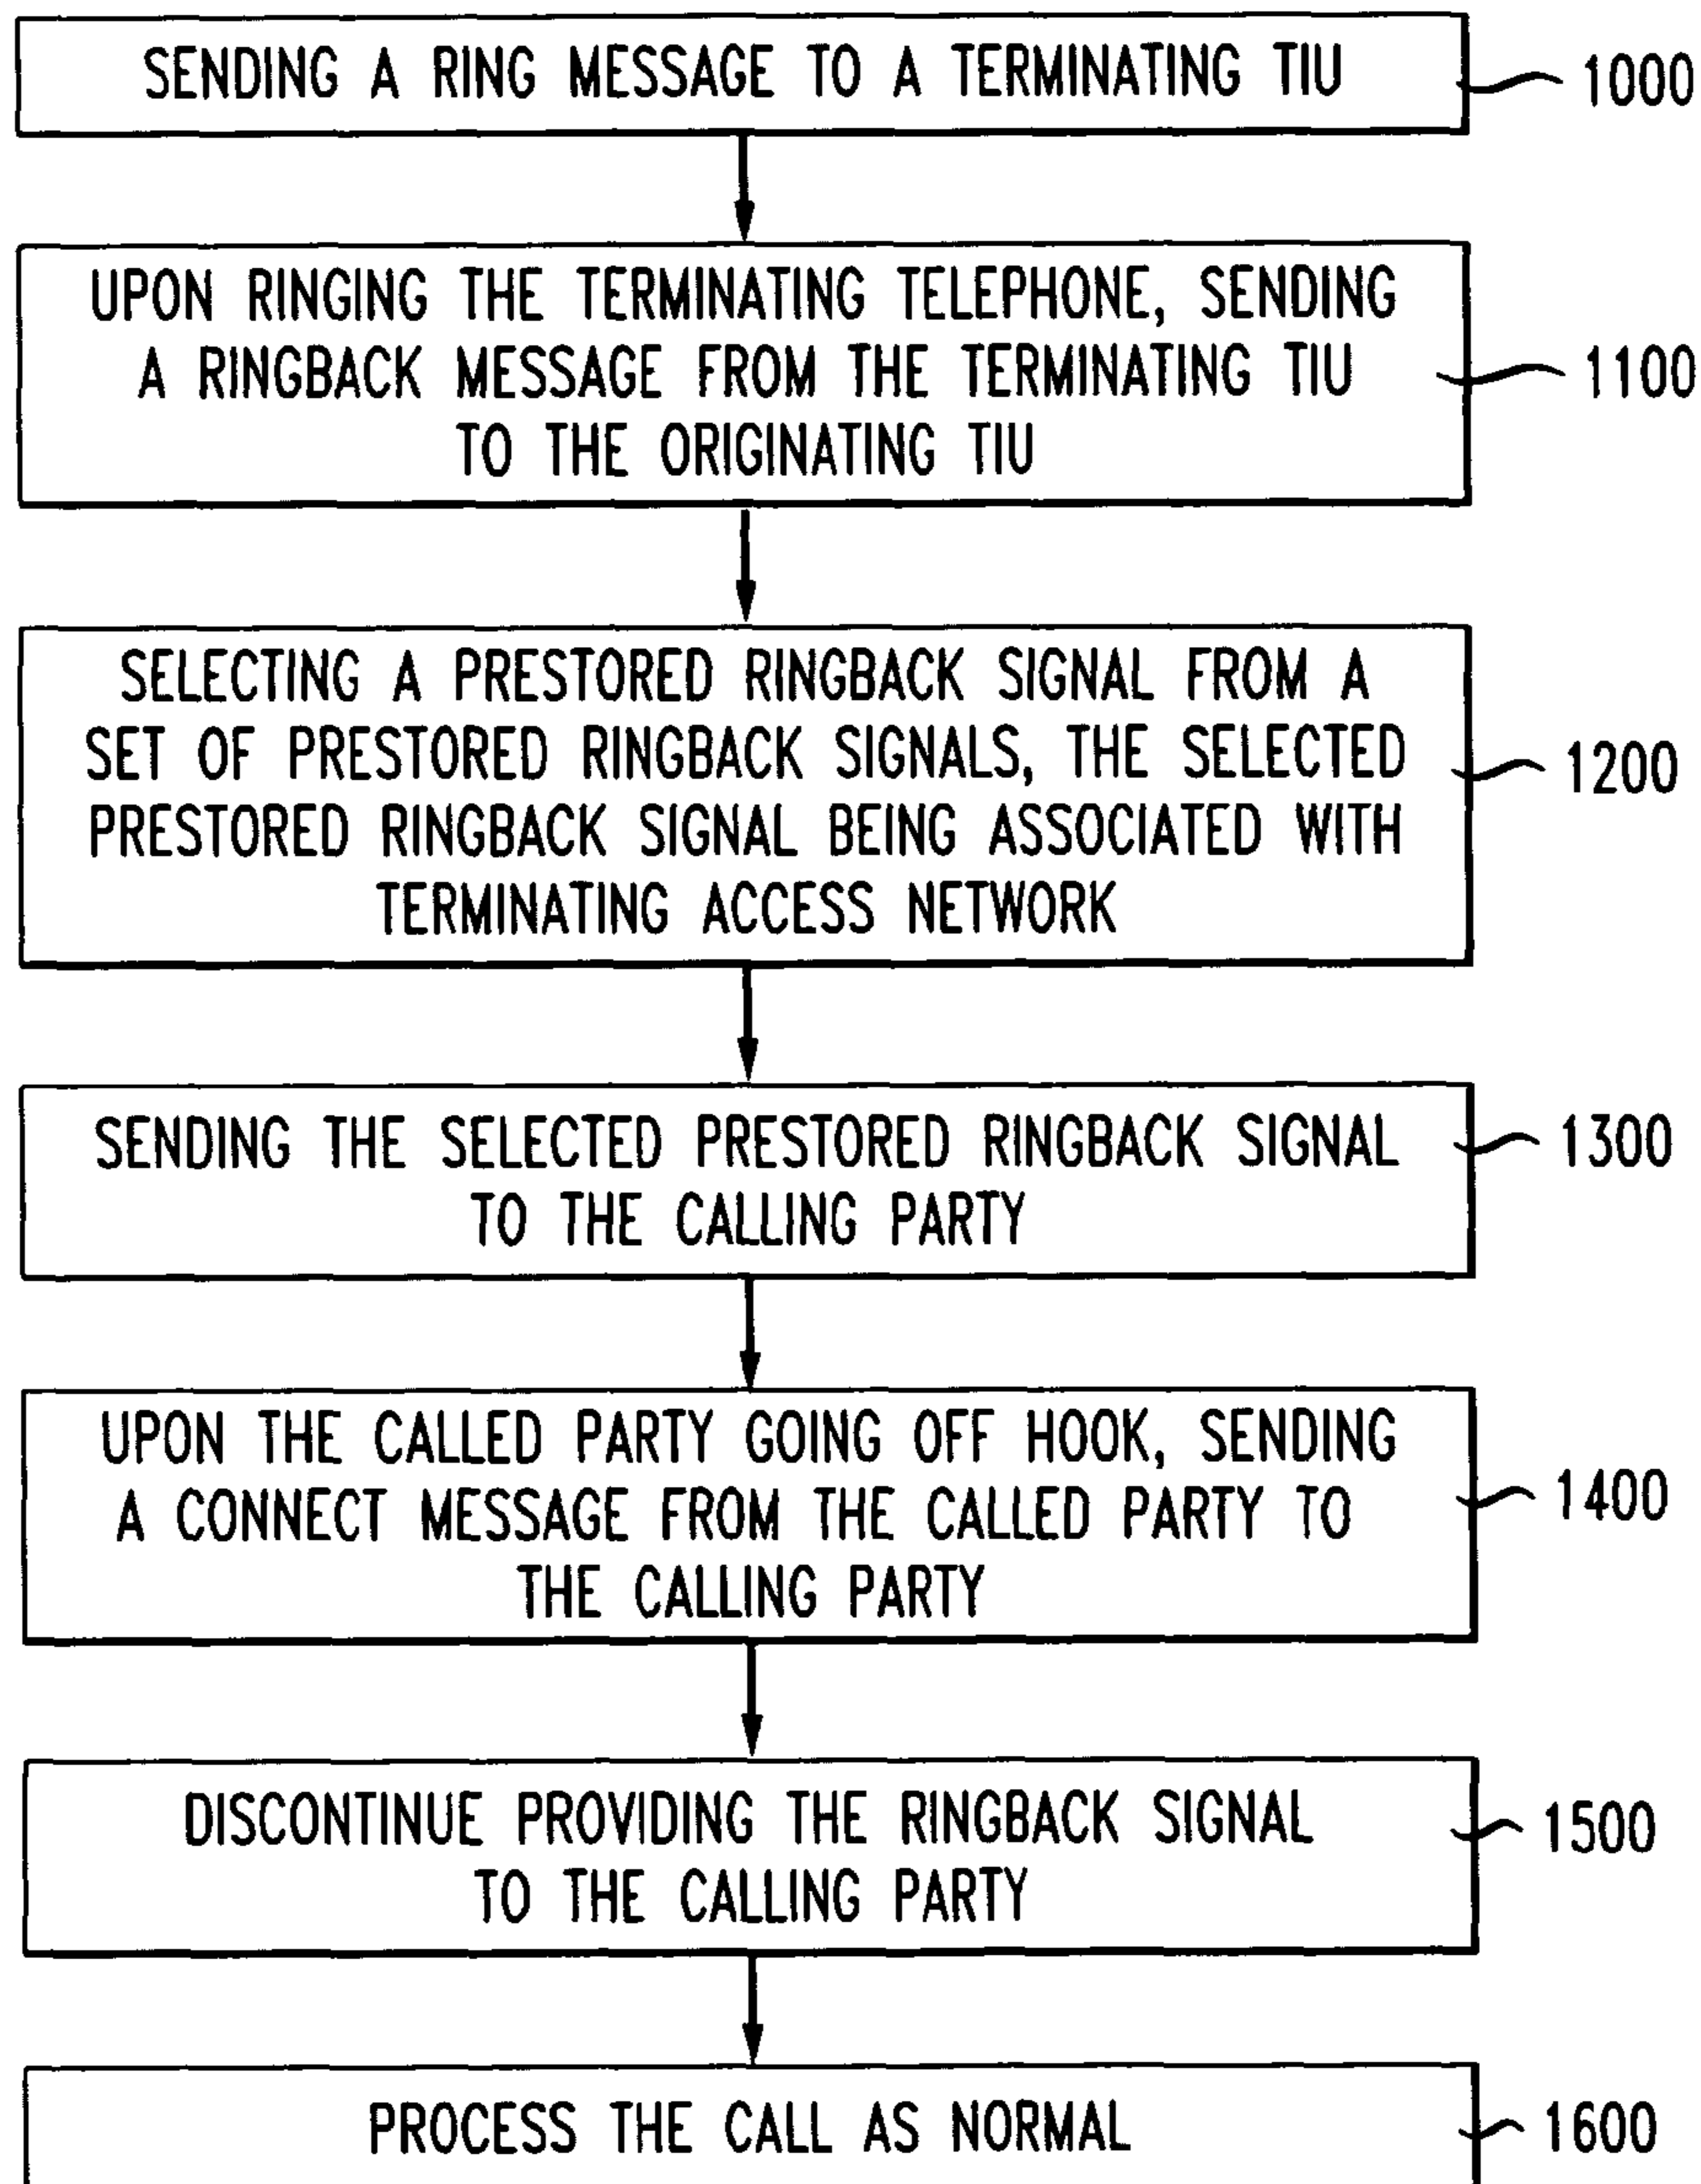 SENDING A RING MESSAGE TO A TERMINATING TIU
1000
UPON RINGING THE TERMINATING TELEPHONE, SENDING
A RINGBACK MESSAGE FROM THE TERMINATING TIU
TO THE ORIGINATING TIU
1100
SELECTING A PRESTORED RINGBACK SIGNAL FROM A
SET OF PRESTORED RINGBACK SIGNALS, THE SELECTED
PRESTORED RINGBACK SIGNAL BEING ASSOCIATED WITH
TERMINATING ACCESS NETWORK
1200
SENDING THE SELECTED PRESTORED RINGBACK SIGNAL
TO THE CALLING PARTY
1300
UPON THE CALLED PARTY GOING OFF HOOK, SENDING
A CONNECT MESSAGE FROM THE CALLED PARTY TO
THE CALLING PARTY
1400
DISCONTINUE PROVIDING THE RINGBACK SIGNAL
TO THE CALLING PARTY
1500
PROCESS THE CALL AS NORMAL
1600